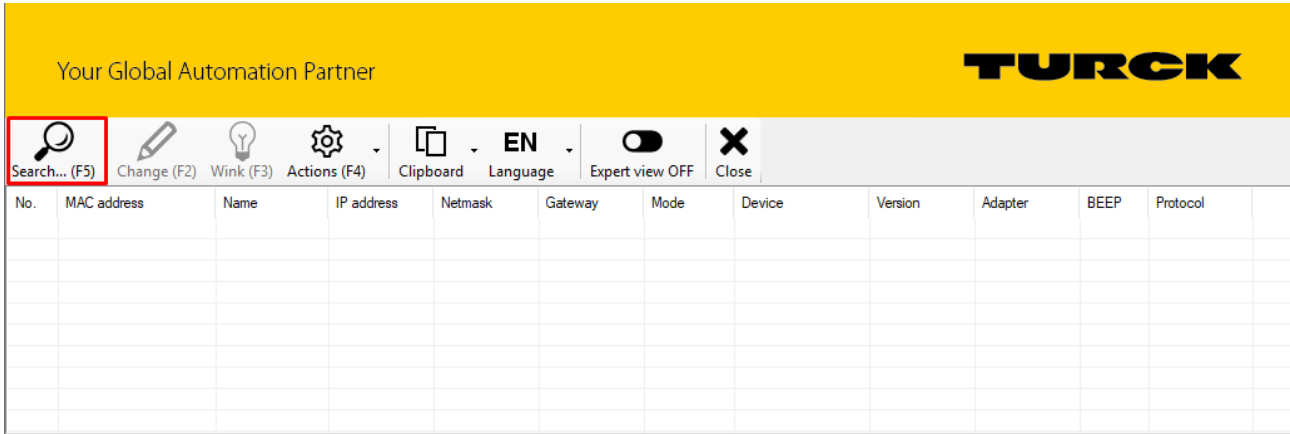 Your Global Automation Partner
TURCK
Search... (F5) Change (F2) Wink (F3) Actions (F4) Clipboard EN Language Expert view OFF Close
No. MAC address Name IP address Netmask Gateway Mode Device Version Adapter BEEP Protocol